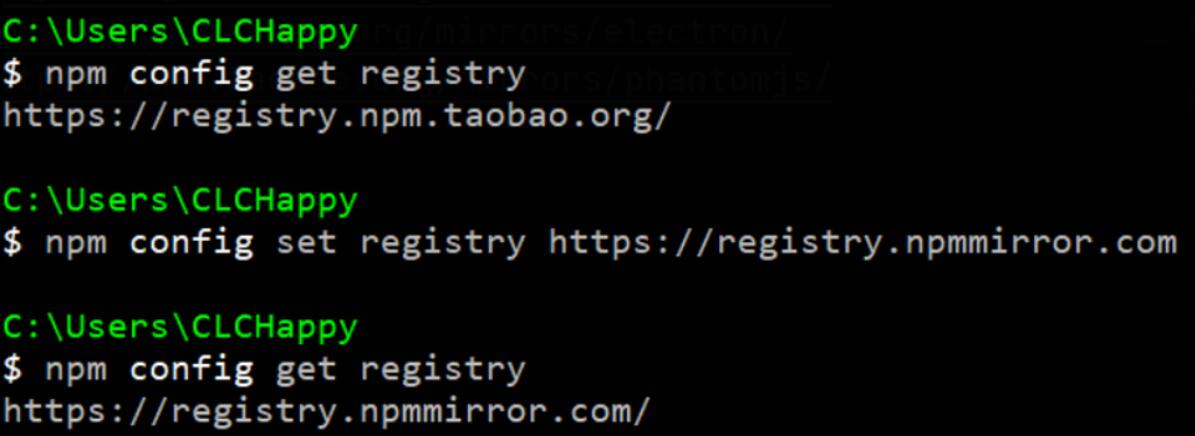 C:\Users\CLCHappy
$ npm config get registry
https://registry.npm.taobao.org/
C:\Users\CLCHappy
$ npm config set registry https://registry.npmmirror.com
C:\Users\CLCHappy
$ npm config get registry
https://registry.npmmirror.com/